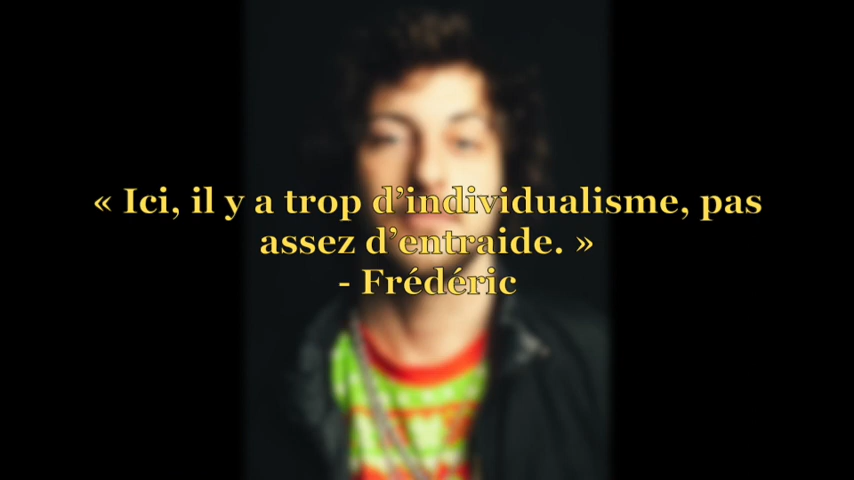 « Ici, il y a trop d’individualisme, pas
assez d’entraide. »
- Frédéric